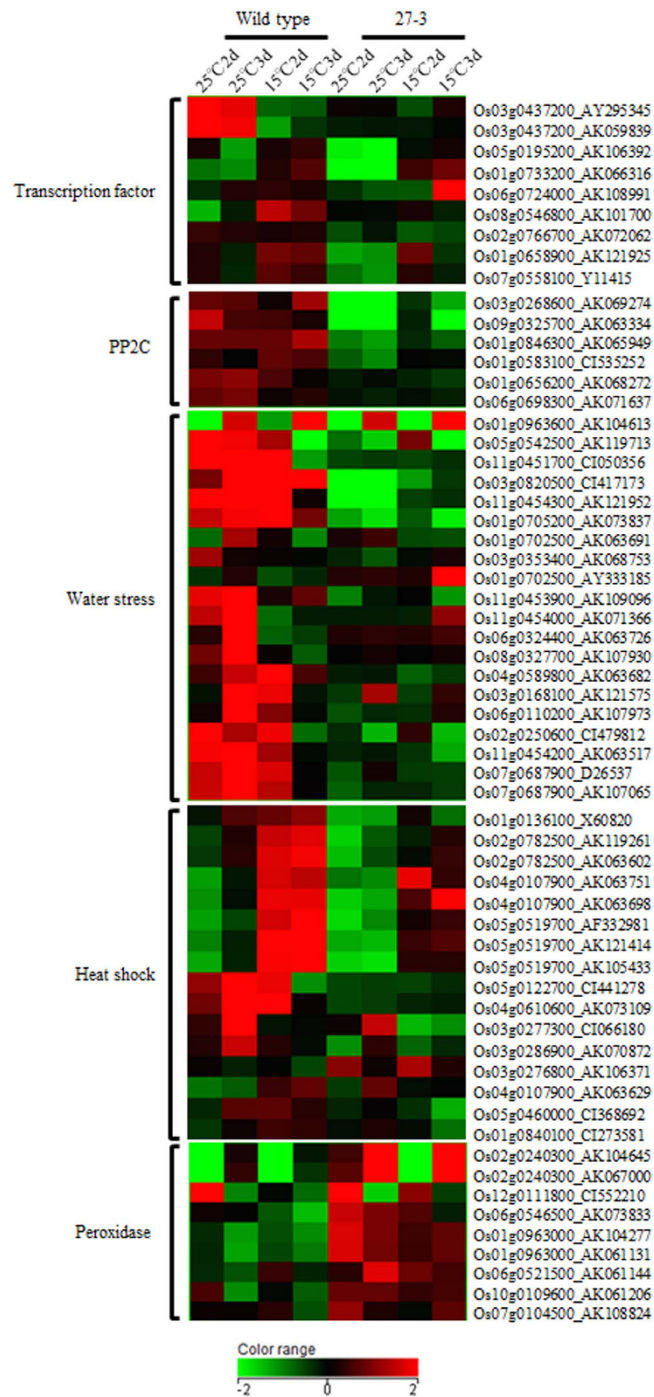 Wild type 27-3
25°C2d 25°C3d 15°C2d 15°C3d 25°C2d 25°C3d 15°C2d 15°C3d
Transcription factor
Os03g0437200_AY295345
Os03g0437200_AK059839
Os05g0195200_AK106392
Os01g0733200_AK066316
Os06g0724000_AK108991
Os08g0546800_AK101700
Os02g0766700_AK072062
Os01g0658900_AK121925
Os07g0558100_Y11415
PP2C
Os03g0268600_AK069274
Os09g0325700_AK063334
Os01g0846300_AK065949
Os01g0583100_CI535252
Os01g0656200_AK068272
Os06g0698300_AK071637
Water stress
Os01g0963600_AK104613
Os05g0542500_AK119713
Os11g0451700_CI050356
Os03g0820500_CI417173
Os11g0454300_AK121952
Os01g0705200_AK073837
Os01g0702500_AK063691
Os03g0353400_AK068753
Os01g0702500_AY333185
Os11g0453900_AK109096
Os11g0454000_AK071366
Os06g0324400_AK063726
Os08g0327700_AK107930
Os04g0589800_AK063682
Os03g0168100_AK121575
Os06g0110200_AK107973
Os02g0250600_CI479812
Os11g0454200_AK063517
Os07g0687900_D26537
Os07g0687900_AK107065
Heat shock
Os01g0136100_X60820
Os02g0782500_AK119261
Os02g0782500_AK063602
Os04g0107900_AK063751
Os04g0107900_AK063698
Os05g0519700_AF332981
Os05g0519700_AK121414
Os05g0519700_AK105433
Os05g0122700_CI441278
Os04g0610600_AK073109
Os03g0277300_CI066180
Os03g0286900_AK070872
Os03g0276800_AK106371
Os04g0107900_AK063629
Os05g0460000_CI368692
Os01g0840100_CI273581
Peroxidase
Os02g0240300_AK104645
Os02g0240300_AK067000
Os12g0111800_CI552210
Os06g0546500_AK073833
Os01g0963000_AK104277
Os01g0963000_AK061131
Os06g0521500_AK061144
Os10g0109600_AK061206
Os07g0104500_AK108824
Color range
-2 0 2